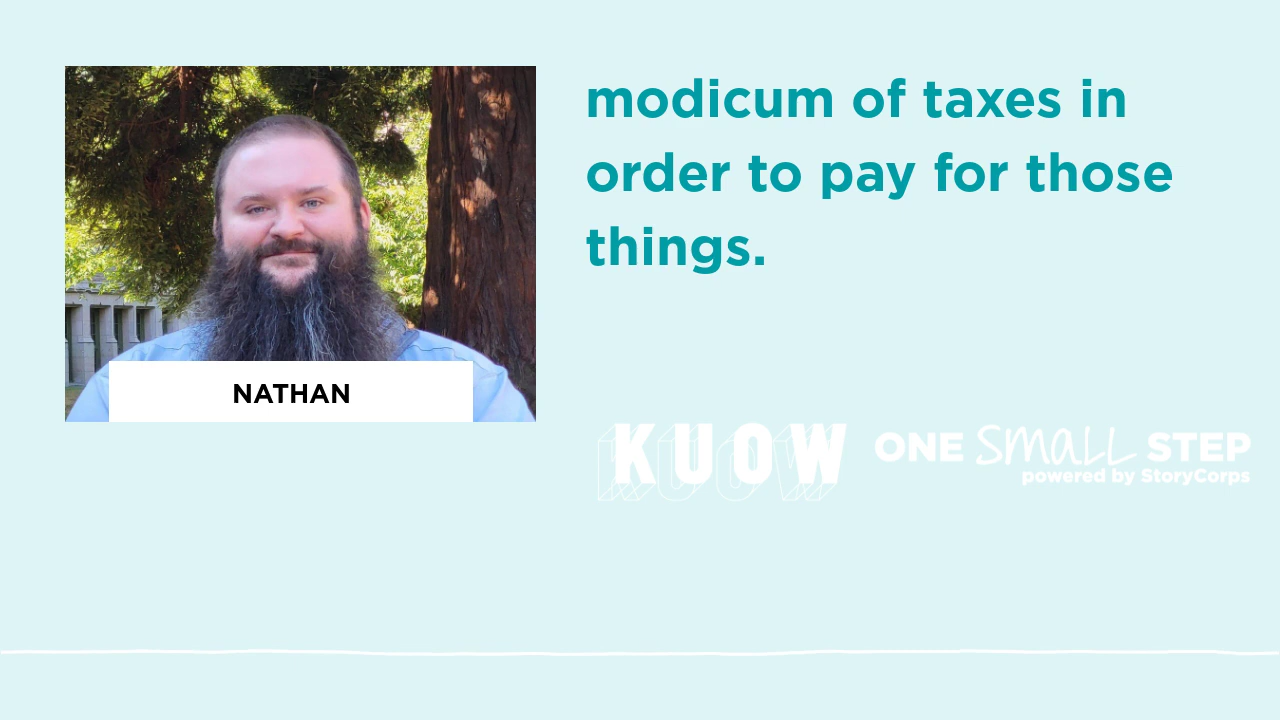 modicum of taxes in
order to pay for those
things.
NATHAN
KUOW
ONE SMALL STEP
powered by StoryCorps